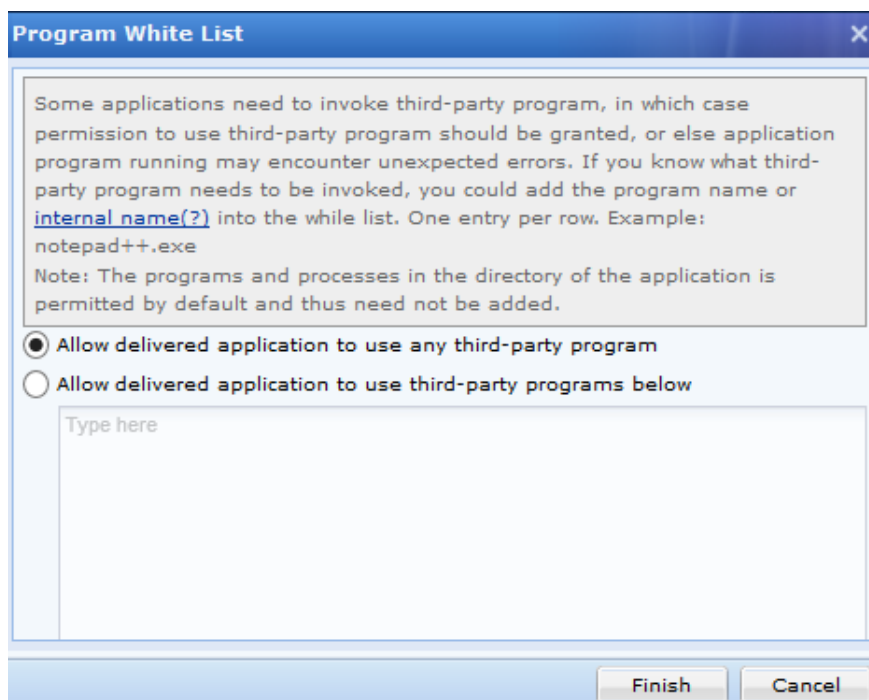 Program White List
Some applications need to invoke third-party program, in which case
permission to use third-party program should be granted, or else application
program running may encounter unexpected errors. If you know what third-
party program needs to be invoked, you could add the program name or
internal name(?) into the while list. One entry per row. Example:
notepad++.exe
Note: The programs and processes in the directory of the application is
permitted by default and thus need not be added.
Allow delivered application to use any third-party program
Allow delivered application to use third-party programs below
Type here
Finish Cancel